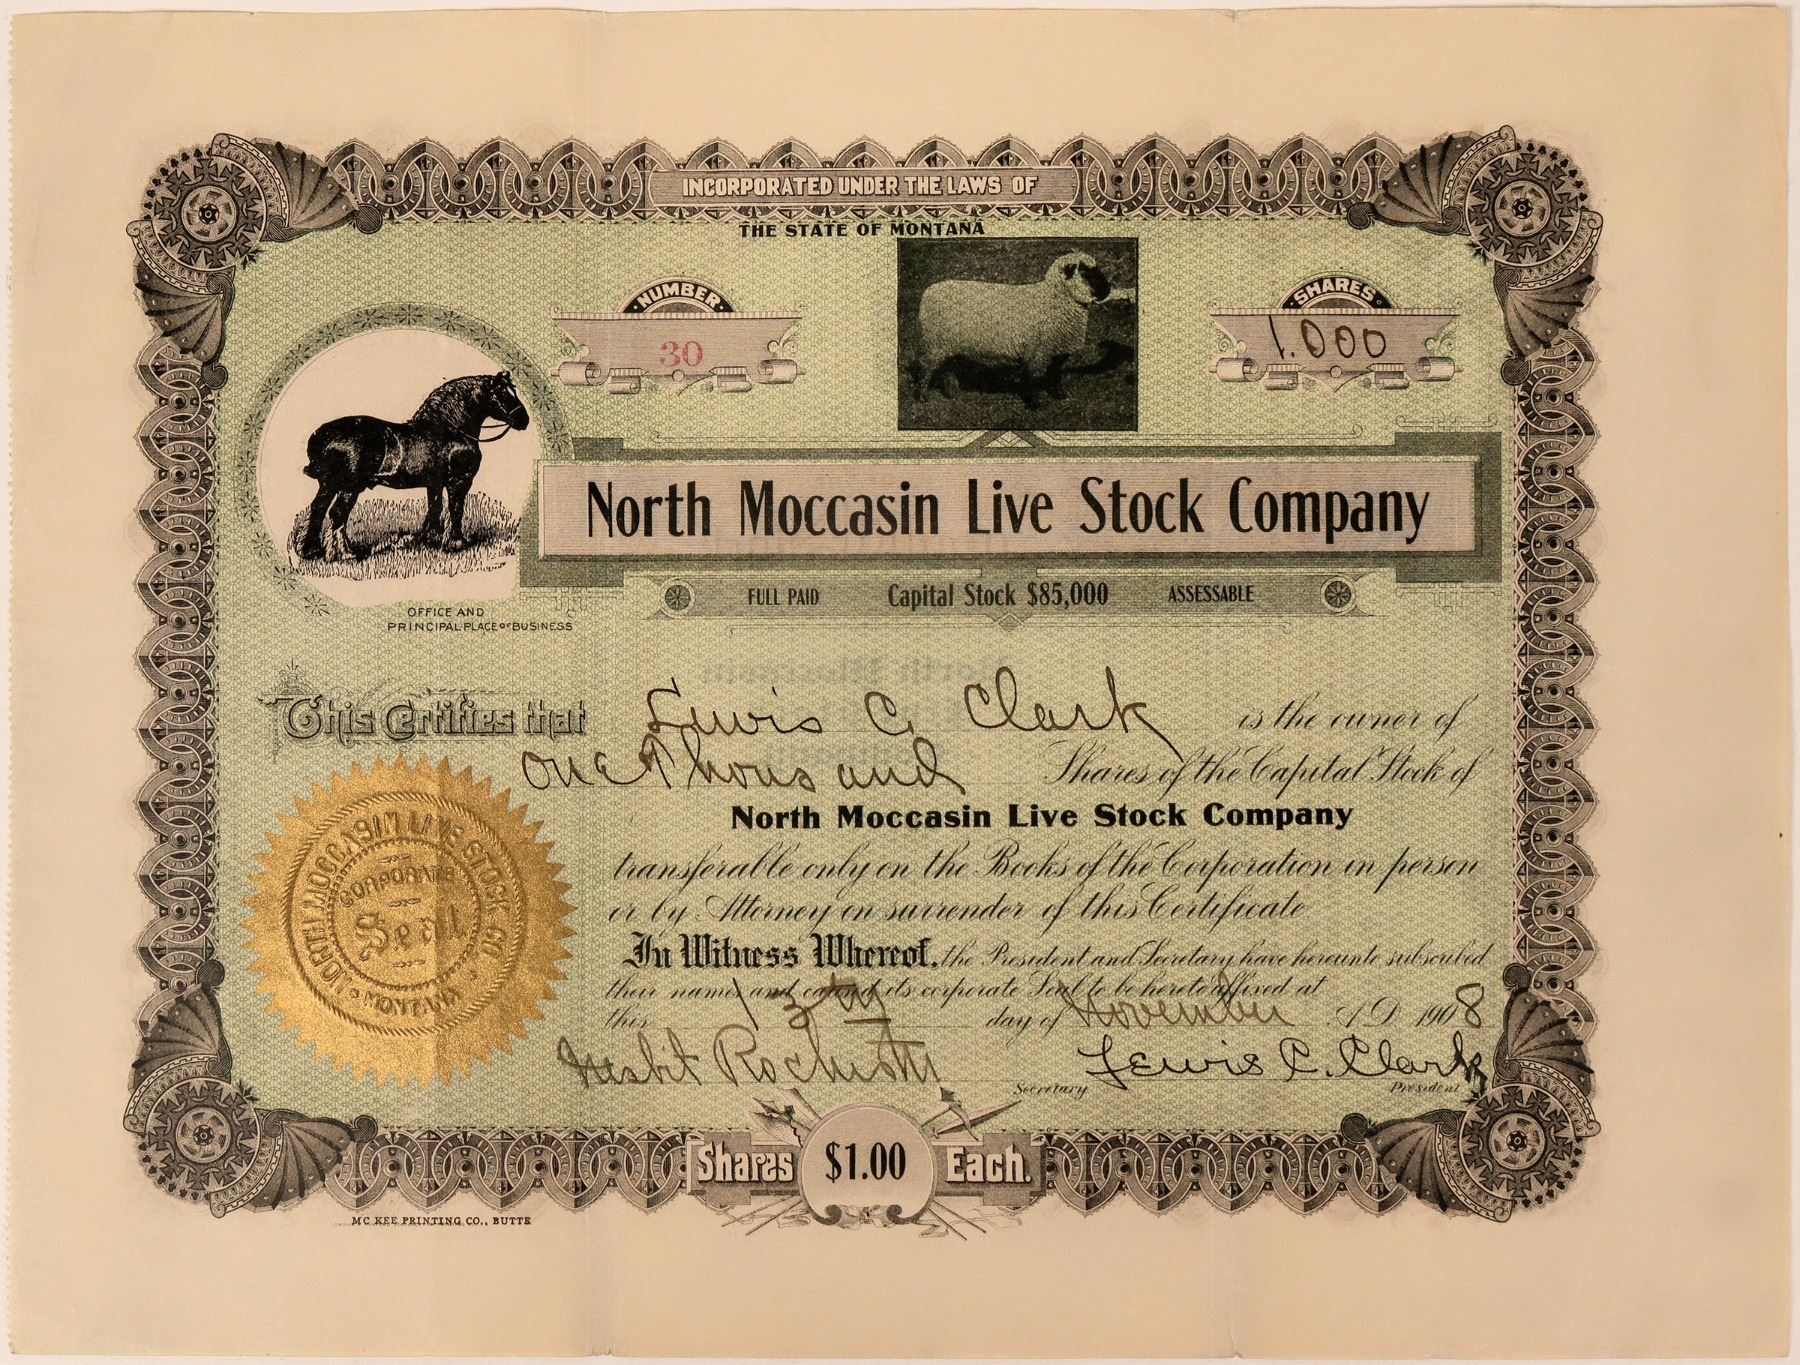 INCORPORATED UNDER THE LAWS OF
THE STATE OF MONTANA
NUMBER
30
SHARES
1.000
North Moccasin Live Stock Company
FULL PAID Capital Stock $85,000 ASSESSABLE
OFFICE AND
PRINCIPAL PLACE OF BUSINESS
This Certifies that Lewis C. Clark is the owner of
One Thousand Shares of the Capital Stock of
North Moccasin Live Stock Company
transferable only on the Books of the Corporation in person
or by Attorney on surrender of this Certificate
In Witness Whereof, the President and Secretary have hereunto subscribed
their names and caused its corporate Seal to be hereto affixed at
this day of November A.D. 1908
Nesbit Lewis C. Clark
Secretary President
NORTH MOCCASIN LIVE STOCK CO
CORPORATE
Seal
MONTANA
Shares $1.00 Each.
MC KEE PRINTING CO., BUTTE